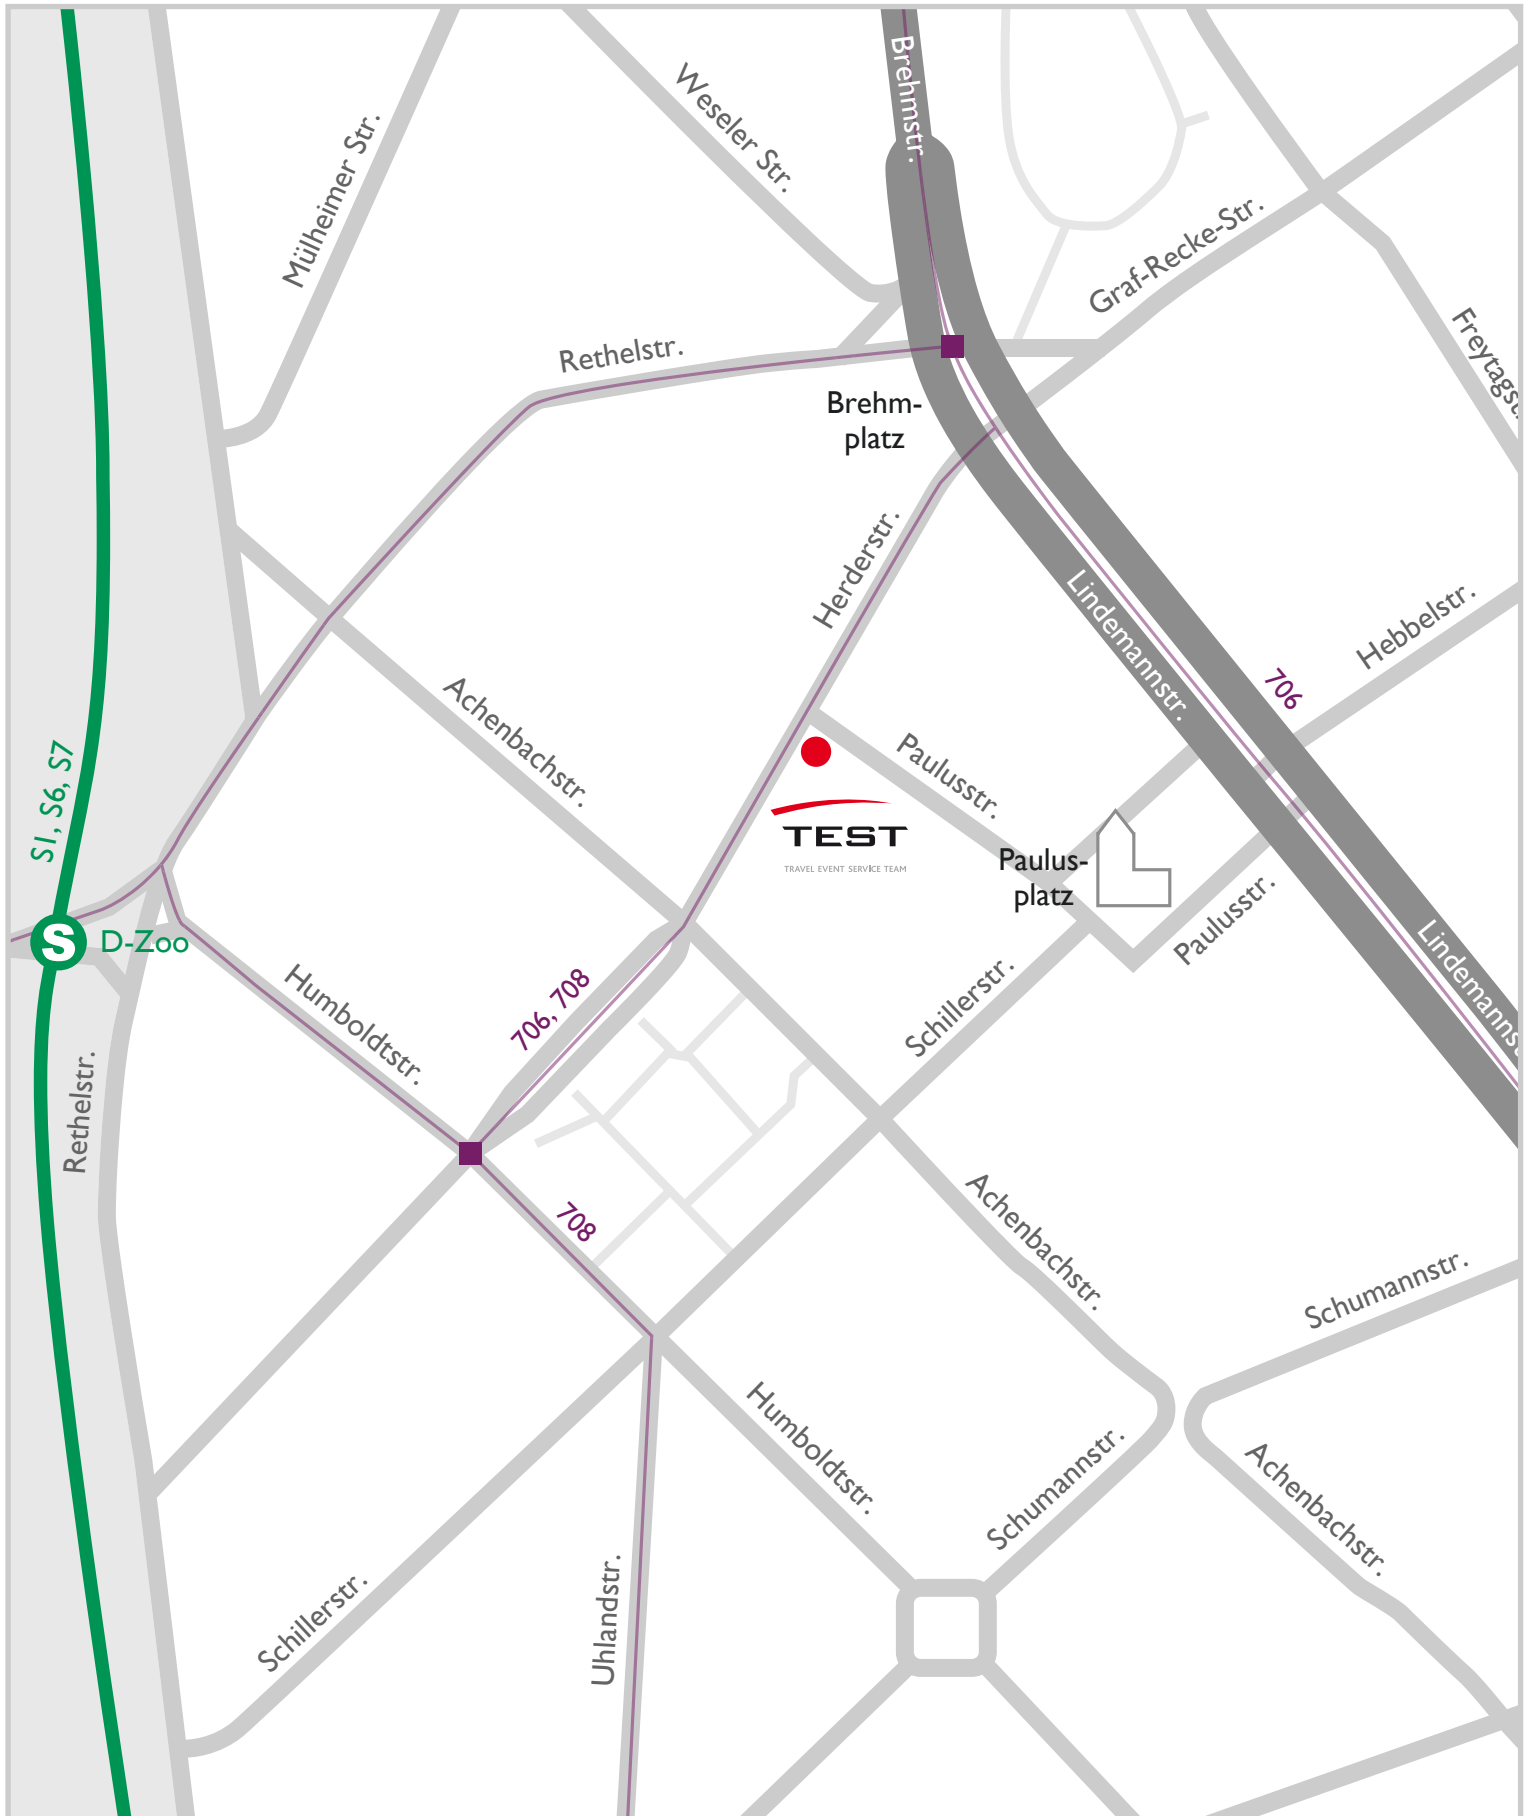 Brehmstr.
Weseler Str.
Mülheimer Str.
Graf-Recke-Str.
Freytagstr.
Rethelstr.
Brehm-
platz
Herderstr.
Lindemannstr.
Hebbelstr.
706
Achenbachstr.
Paulusstr.
S1, S6, S7
TEST
TRAVEL EVENT SERVICE TEAM
Paulus-
platz
Paulusstr.
Lindemannstr.
S
D-Zoo
Humboldtstr.
706, 708
Schillerstr.
Rethelstr.
708
Achenbachstr.
Schumannstr.
Humboldtstr.
Schumannstr.
Achenbachstr.
Schillerstr.
Uhlandstr.